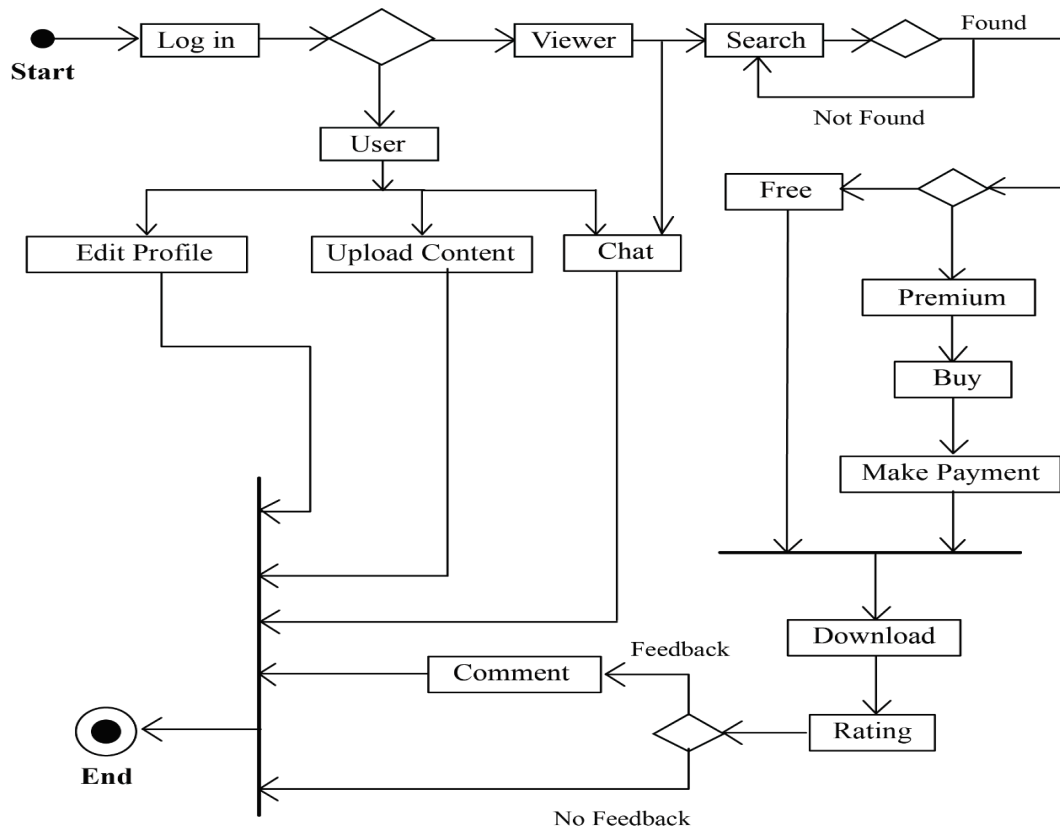 Start
Log in
Viewer
Search
Found
Not Found
User
Free
Edit Profile
Upload Content
Chat
Premium
Buy
Make Payment
Download
Feedback
Comment
Rating
End
No Feedback